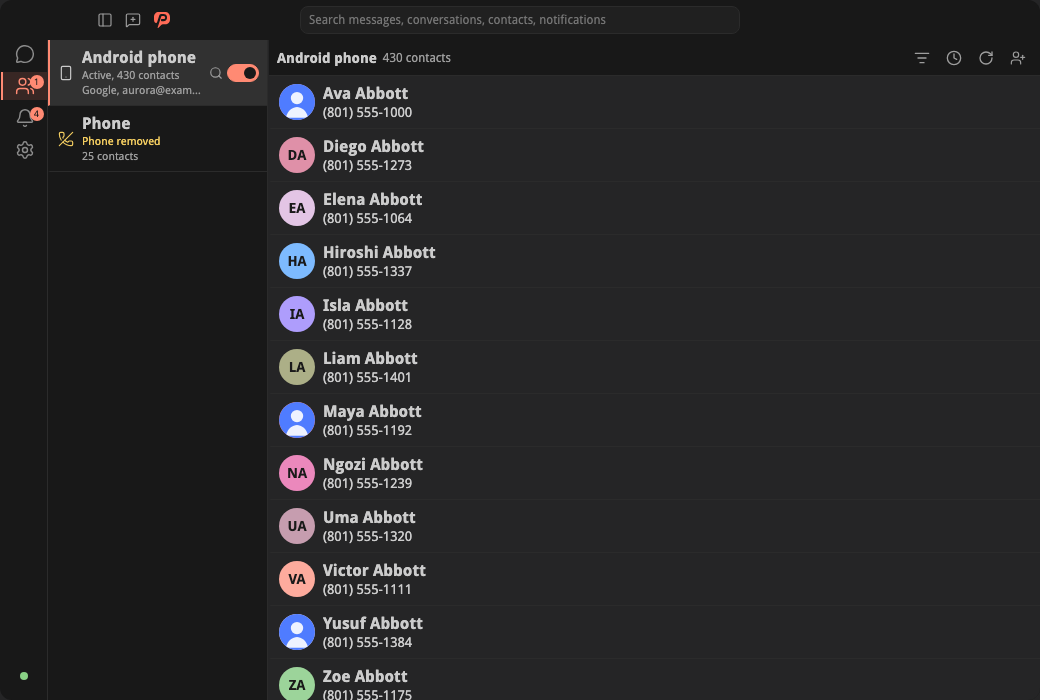 Search messages, conversations, contacts, notifications
1
4
Android phone
Active, 430 contacts
Google, aurora@exam...
Phone
Phone removed
25 contacts
Android phone 430 contacts
Ava Abbott
(801) 555-1000
DA
Diego Abbott
(801) 555-1273
EA
Elena Abbott
(801) 555-1064
HA
Hiroshi Abbott
(801) 555-1337
IA
Isla Abbott
(801) 555-1128
LA
Liam Abbott
(801) 555-1401
Maya Abbott
(801) 555-1192
NA
Ngozi Abbott
(801) 555-1239
UA
Uma Abbott
(801) 555-1320
VA
Victor Abbott
(801) 555-1111
Yusuf Abbott
(801) 555-1384
ZA
Zoe Abbott
(801) 555-1175